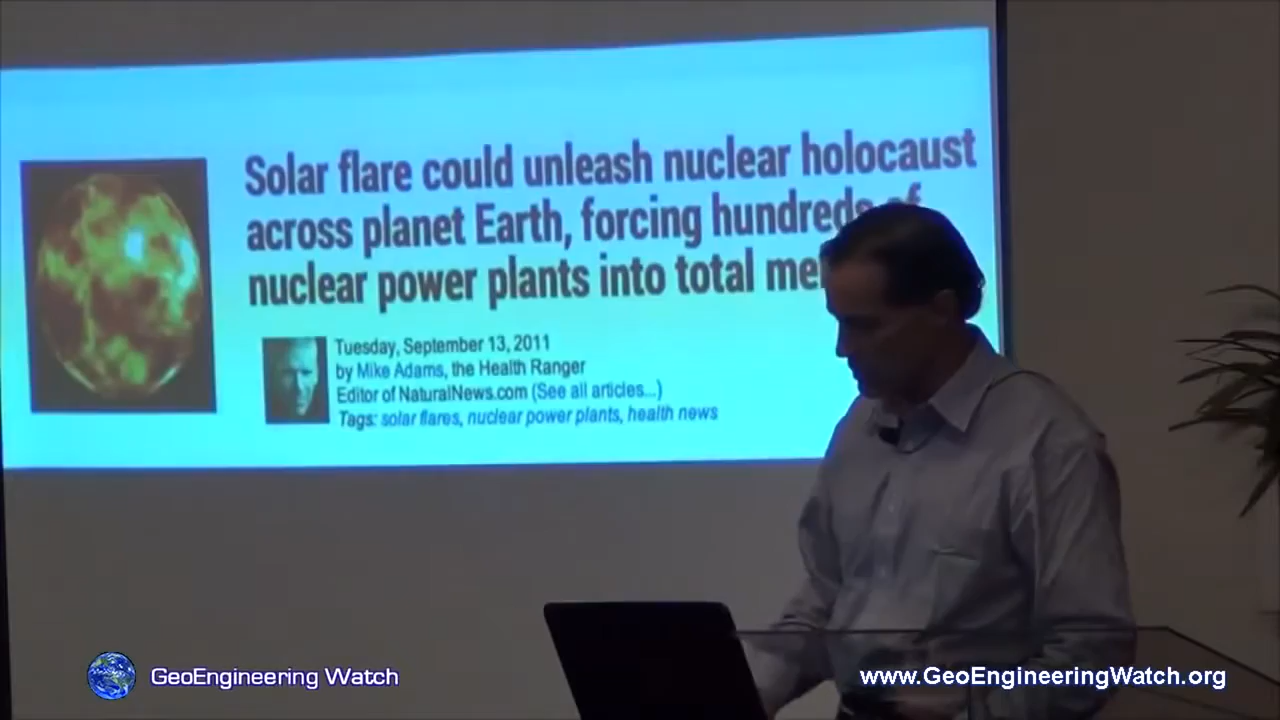 Solar flare could unleash nuclear holocaust
across planet Earth, forcing hundreds of
nuclear power plants into total
Tuesday, September 13, 2011
by Mike Adams, the Health Ranger
Editor of NaturalNews.com (See all articles...)
Tags: solar flares, nuclear power plants, health news
GeoEngineering Watch
www.GeoEngineeringWatch.org